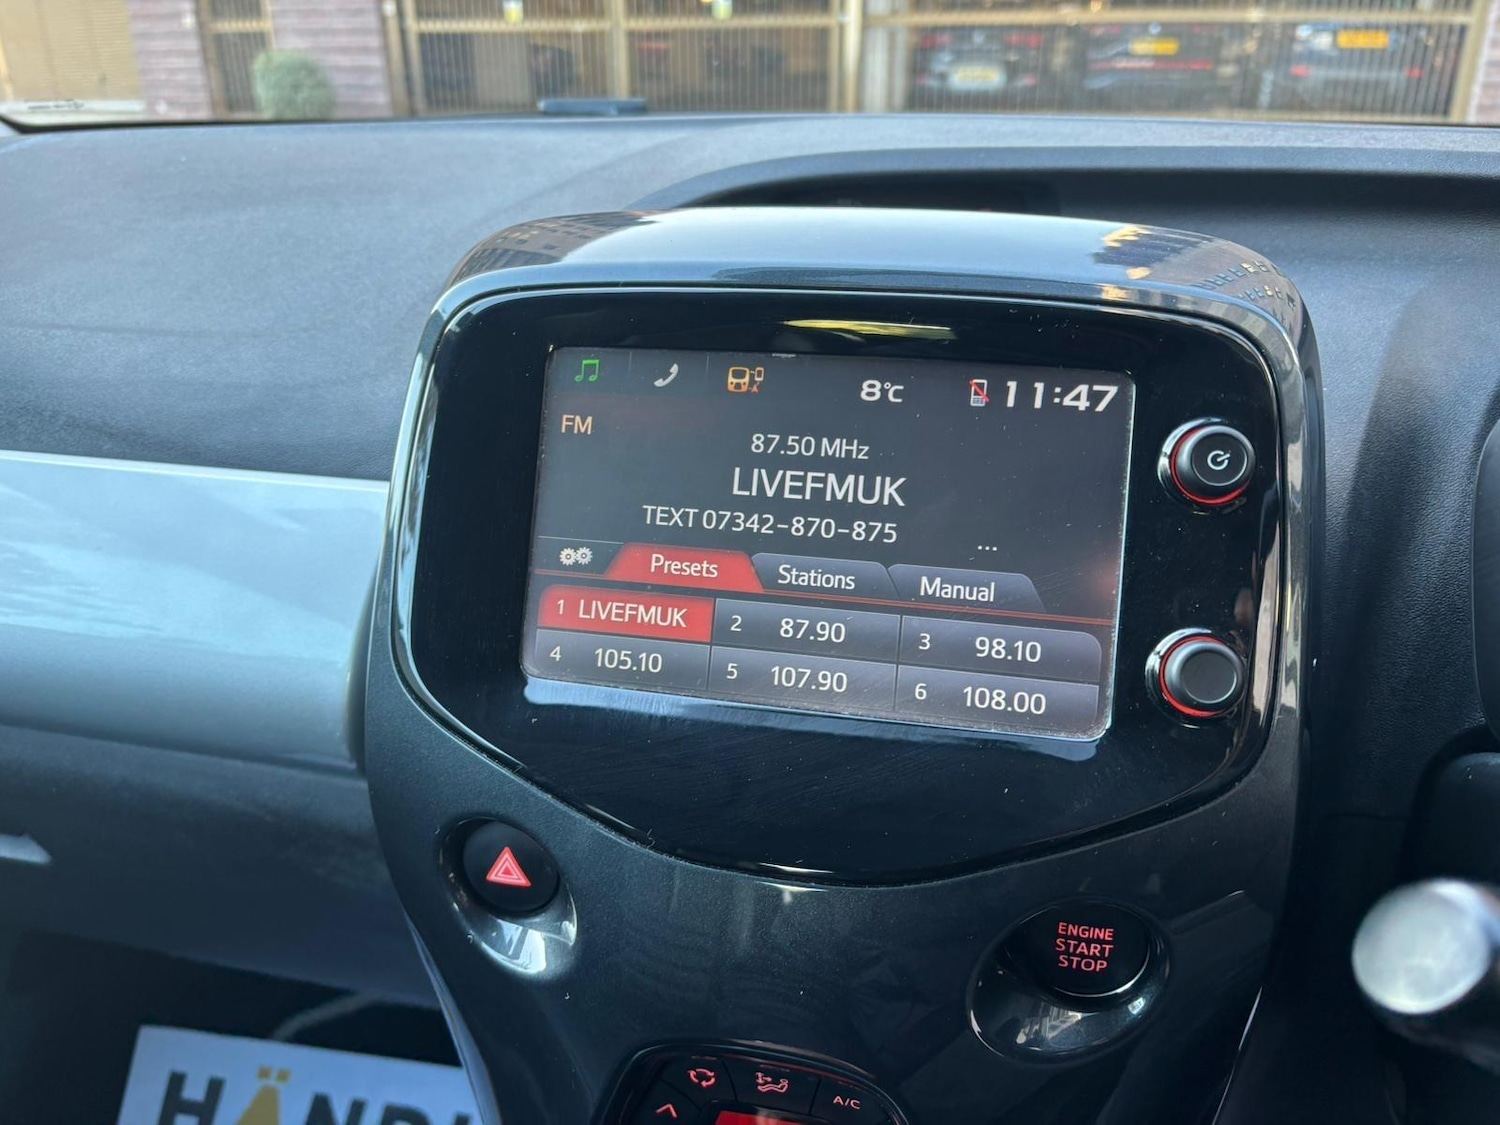 8°C 11:47
FM
87.50 MHz
LIVEFMUK
TEXT 07342-870-875
...
Presets Stations Manual
1 LIVEFMUK 2 87.90 3 98.10
4 105.10 5 107.90 6 108.00
ENGINE
START
STOP
A/C